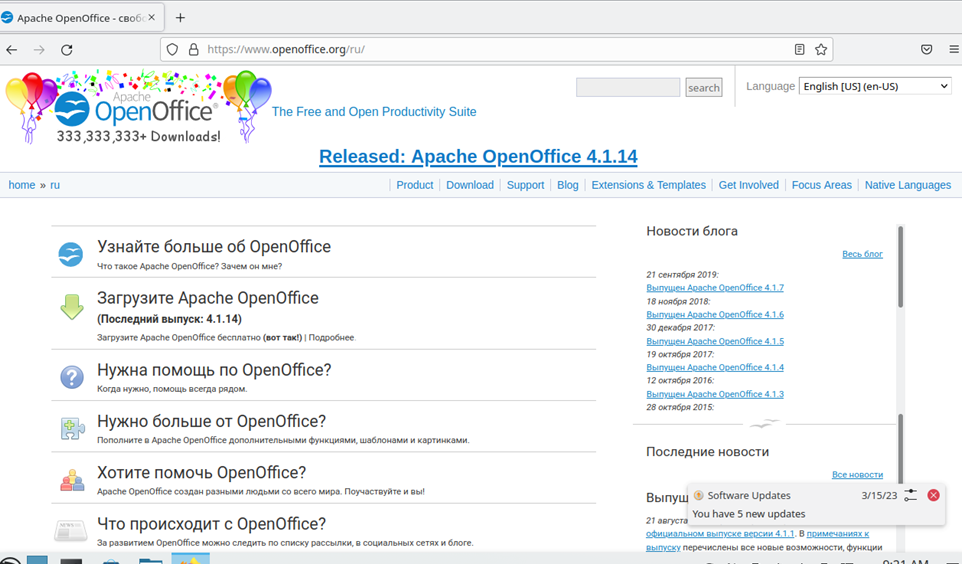 Apache OpenOffice - своб
https://www.openoffice.org/ru/
Apache
OpenOffice®
333,333,333+ Downloads!
The Free and Open Productivity Suite
search
Language English [US] (en-US)
Released: Apache OpenOffice 4.1.14
home » ru
Product Download Support Blog Extensions & Templates Get Involved Focus Areas Native Languages
Узнайте больше об OpenOffice
Что такое Apache OpenOffice? Зачем он мне?
Загрузите Apache OpenOffice
(Последний выпуск: 4.1.14)
Загрузите Apache OpenOffice бесплатно (вот так!) | Подробнее.
Нужна помощь по OpenOffice?
Когда нужно, помощь всегда рядом.
Нужно больше от OpenOffice?
Пополните в Apache OpenOffice дополнительными функциями, шаблонами и картинками.
Хотите помочь OpenOffice?
Apache OpenOffice создан разными людьми со всего мира. Поучаствуйте и вы!
Что происходит с OpenOffice?
За развитием OpenOffice можно следить по списку рассылки, в социальных сетях и блоге.
Новости блога
Весь блог
21 сентября 2019:
Выпущен Apache OpenOffice 4.1.7
18 ноября 2018:
Выпущен Apache OpenOffice 4.1.6
30 декабря 2017:
Выпущен Apache OpenOffice 4.1.5
19 октября 2017:
Выпущен Apache OpenOffice 4.1.4
12 октября 2016:
Выпущен Apache OpenOffice 4.1.3
28 октября 2015:
Последние новости
Все новости
Выпущ
21 августа
официальном выпуске версии 4.1.1. В примечаниях к
выпуску перечислены все новые возможности, функции
Software Updates 3/15/23
You have 5 new updates
9:21 AM